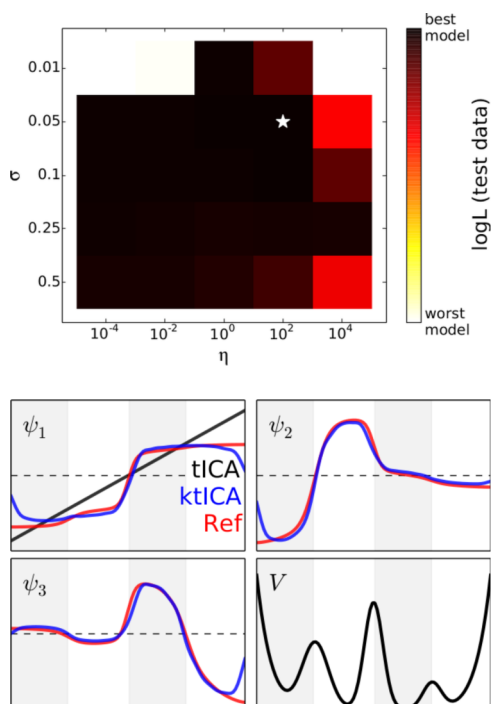 best
model
0.01
0.05
0.1
0.25
0.5
σ
10⁻⁴
10⁻²
10⁰
10²
10⁴
η
worst
model
logL (test data)
ψ₁
tICA
ktICA
Ref
ψ₂
ψ₃
V